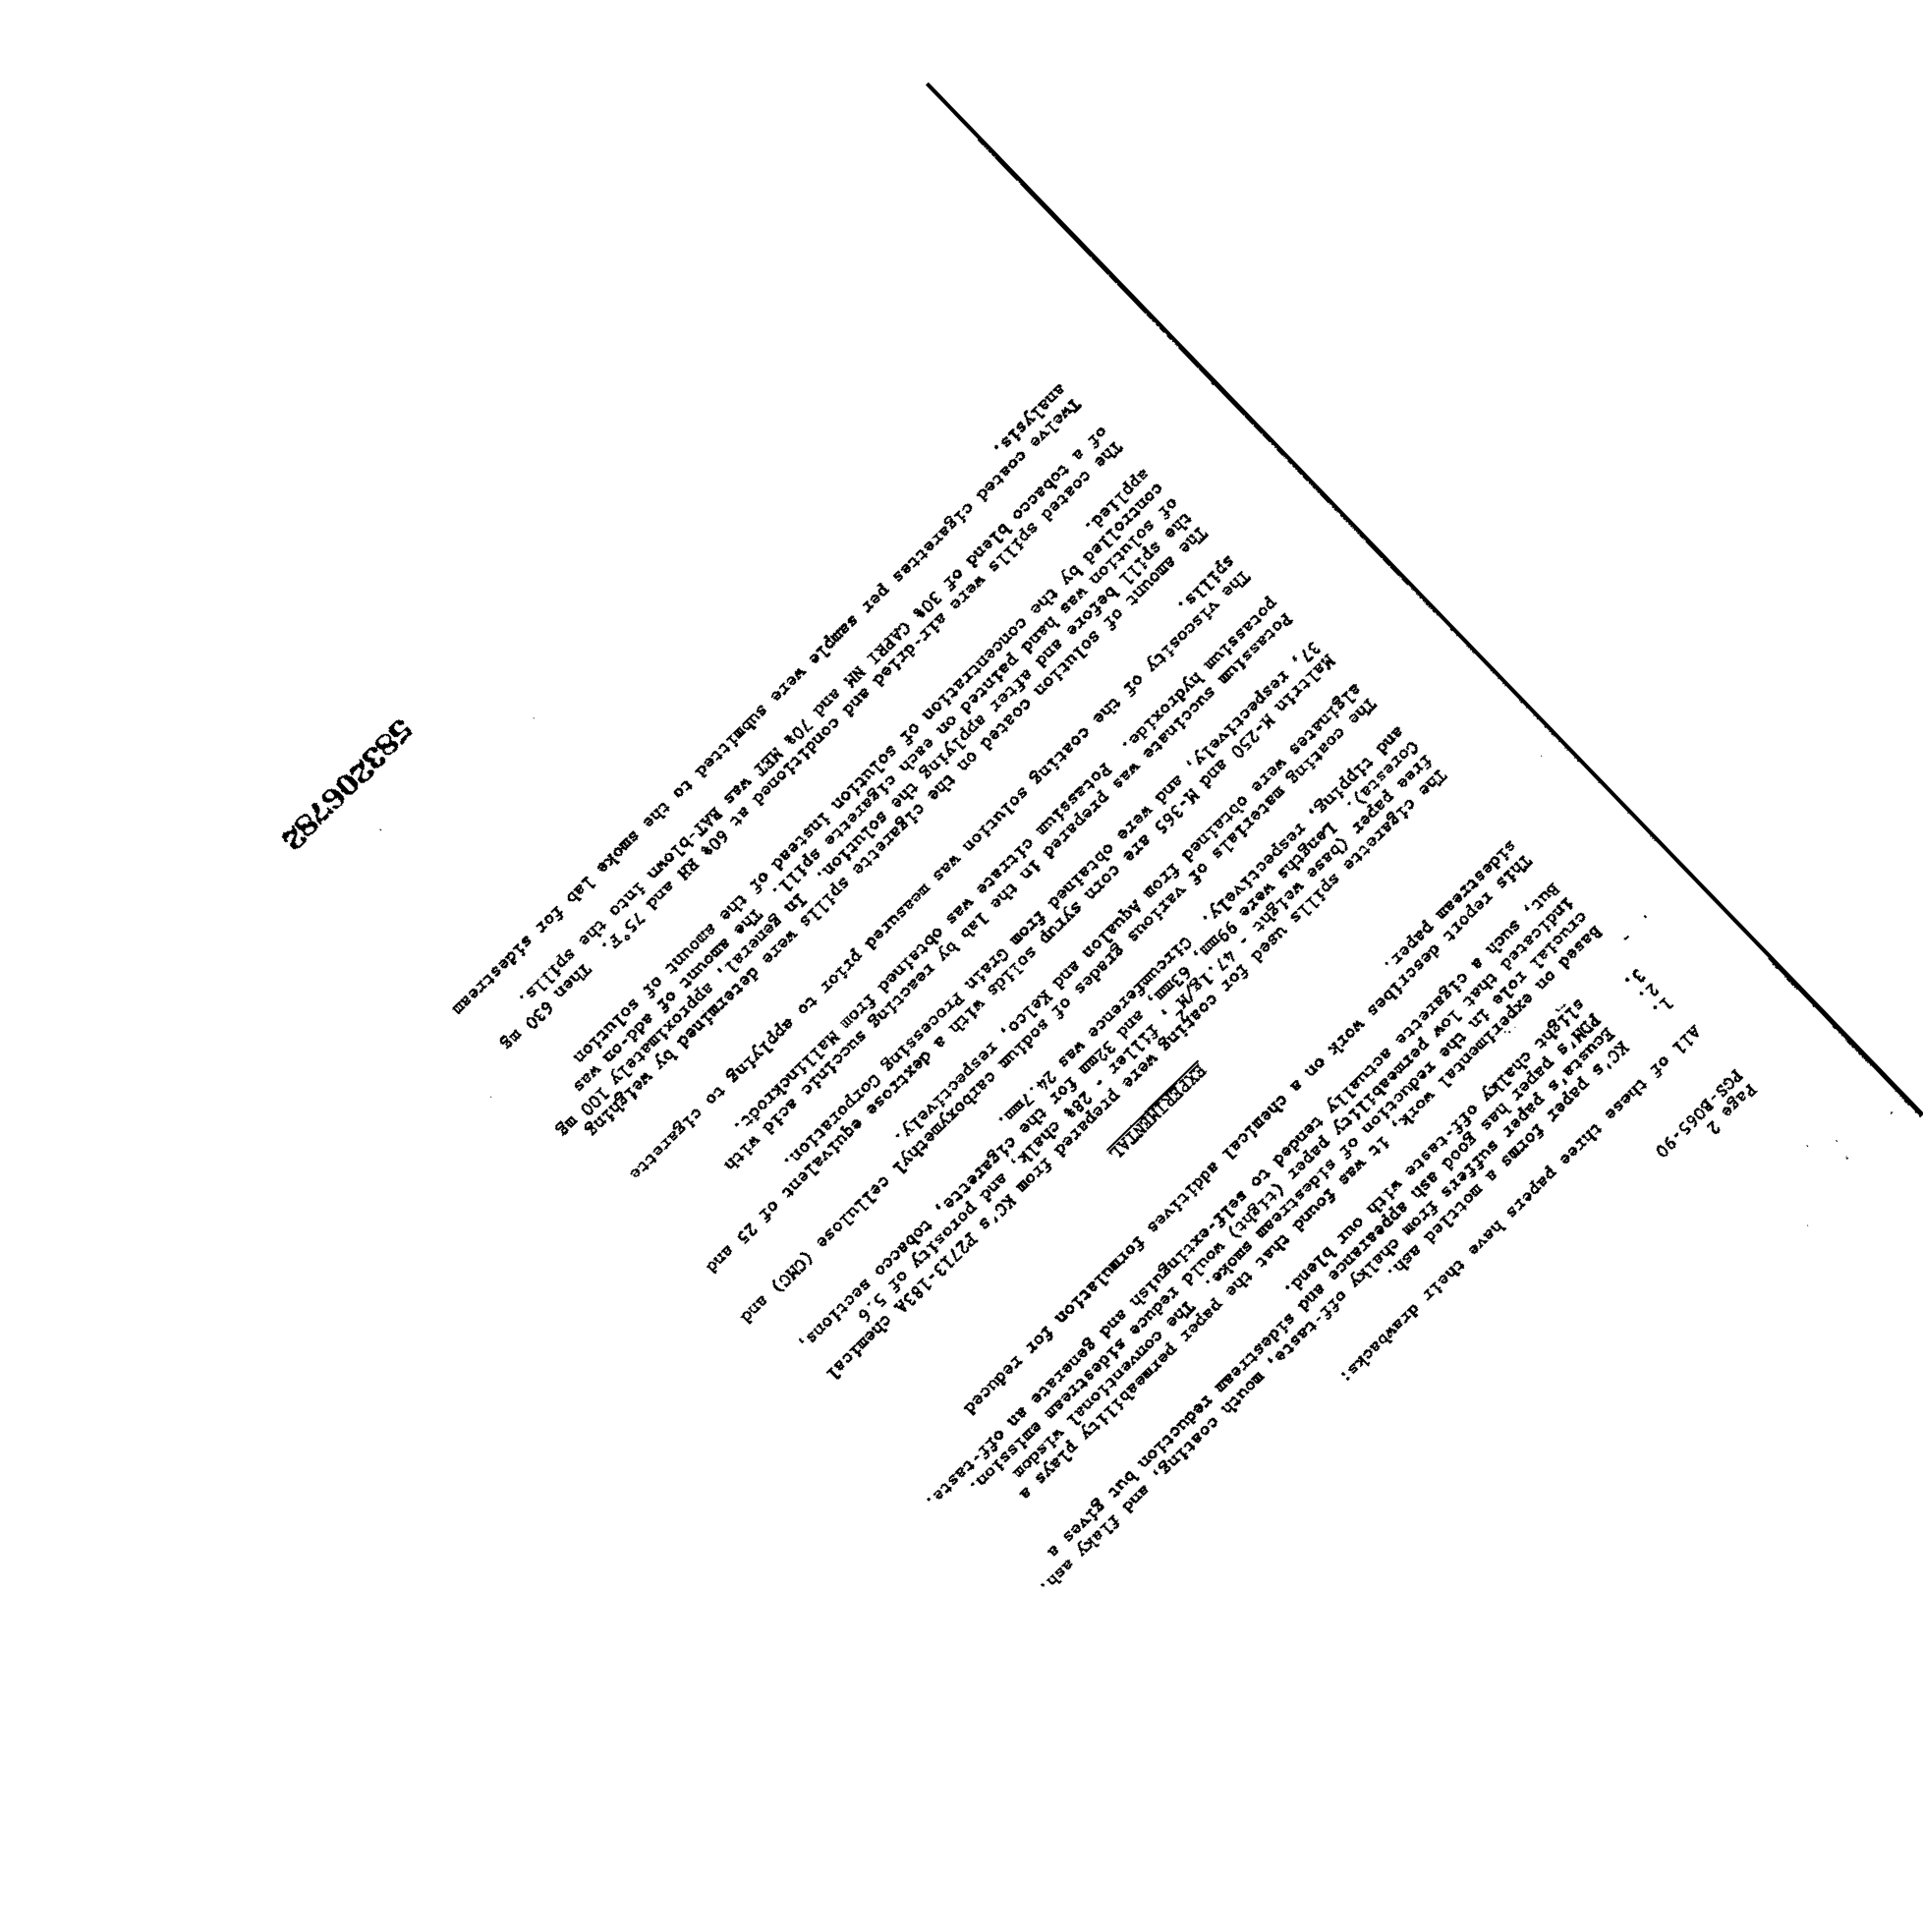 Page 2
PGS-B065-90
All of these three papers have their drawbacks:
1. KC's paper forms a mottled ash.
2. Ecusta's paper suffers from chalky off-taste, mouth coating, and flaky ash.
3. PDM's paper has good ash appearance and sidestream reduction but gives a
slight chalky off-taste with our blend.
Based on experimental work, it was found that the paper permeability plays a
crucial role in the reduction of sidestream smoke. The conventional wisdom
indicated that low permeability paper (tight) would reduce sidestream emission.
But, such a cigarette actually tended to self-extinguish and generate an off-taste.
This report describes work on a chemical additives formulation for reduced
sidestream paper.
EXPERIMENTAL
The cigarette spills used for coating were prepared from KC's P2713-183A chemical
free paper (base weight - 47.1g/M², filler - 28% chalk, and porosity of 5.6
Coresta). Lengths were 99mm, 63mm, and 32mm for the cigarette, tobacco sections,
and tipping, respectively. Circumference was 24.7mm.
The coating materials of various grades of sodium carboxymethyl cellulose (CMC) and
alginates were obtained from Aqualon and Kelco, respectively.
Maltrin M-250 and M-365 are corn syrup solids with a dextrose equivalent of 25 and
37, respectively, and were obtained from Grain Processing Corporation.
Potassium succinate was prepared in the lab by reacting succinic acid with
potassium hydroxide. Potassium citrate was obtained from Mallinckrodt.
The viscosity of the coating solution was measured prior to applying to cigarette
spills.
The amount of solution coated on the cigarette spills were determined by weighing
the spill before and after applying the solution. In general, approximately 100 mg
of solution was hand painted on each cigarette spill. The amount of add-on was
controlled by the concentration of solution instead of the amount of solution
applied.
The coated spills were air-dried and conditioned at 60% RH and 75°F. Then 630 mg
of a tobacco blend of 30% CAPRI NM and 70% MET was BAT-blown into the spills.
Twelve coated cigarettes per sample were submitted to the smoke lab for sidestream
analysis.
583206782